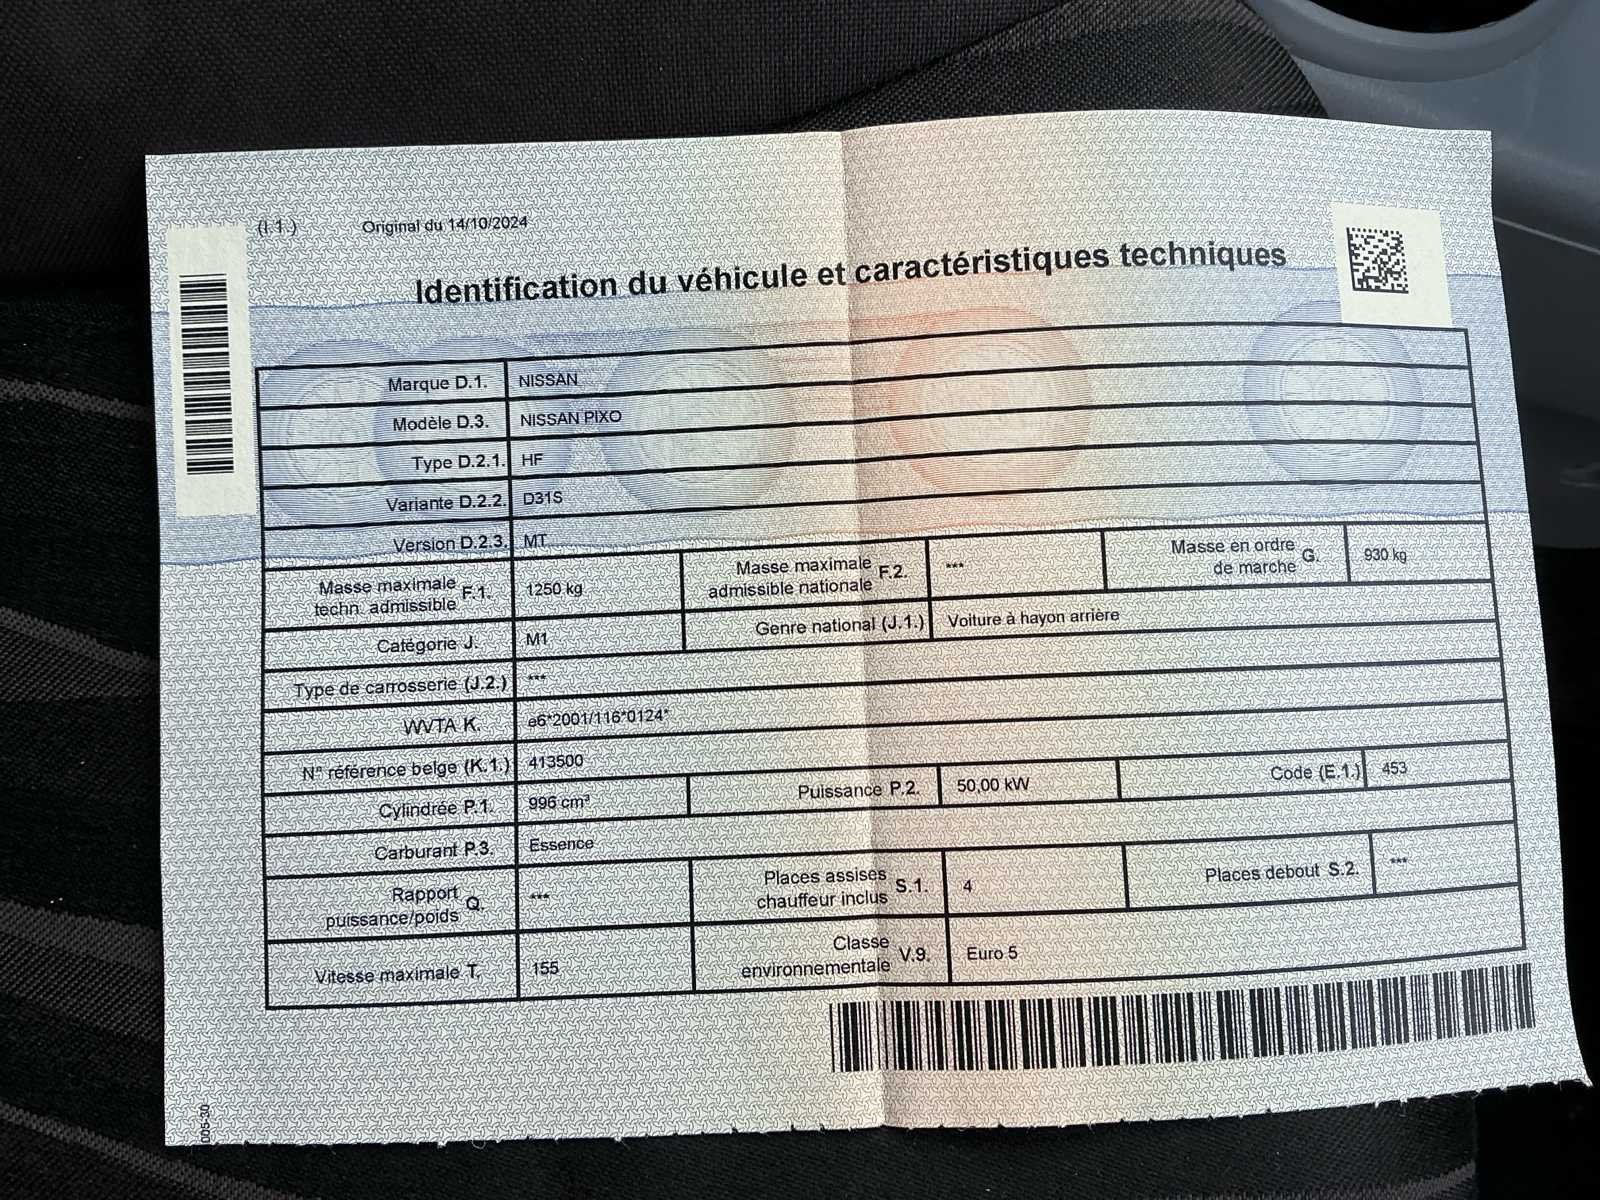 (I.1.) Original du 14/10/2024
Identification du véhicule et caractéristiques techniques
Marque D.1. NISSAN
Modèle D.3. NISSAN PIXO
Type D.2.1. HF
Variante D.2.2. D31S
Version D.2.3. MT
Masse maximale techn. admissible F.1. 1250 kg Masse maximale admissible nationale F.2. *** Masse en ordre de marche G. 930 kg
Catégorie J. M1 Genre national (J.1.) Voiture à hayon arrière
Type de carrosserie (J.2.) ***
WVTA K. e6*2001/116*0124*
N° référence belge (K.1.) 413500
Cylindrée P.1. 996 cm³ Puissance P.2. 50,00 kW Code (E.1.) 453
Carburant P.3. Essence
Rapport puissance/poids Q. *** Places assises chauffeur inclus S.1. 4 Places debout S.2. ***
Vitesse maximale T. 155 Classe environnementale V.9. Euro 5
005-30